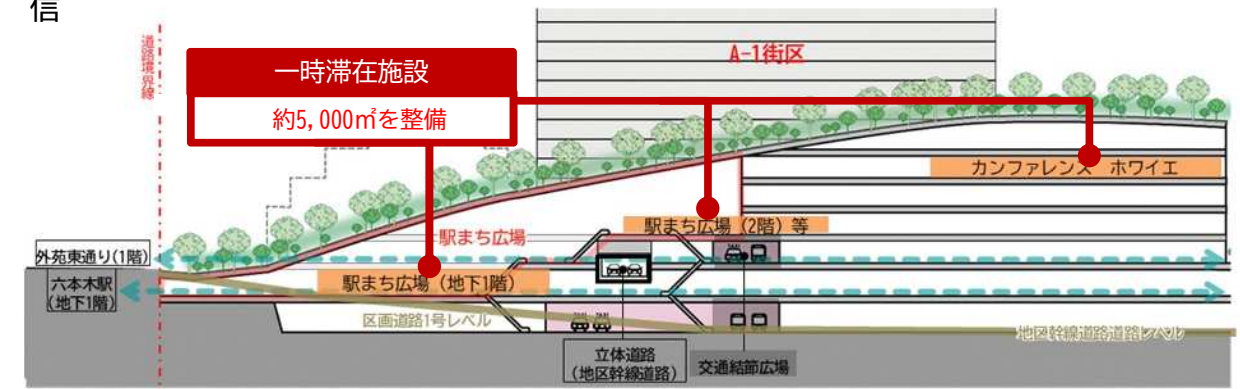 信
道路境界線
一時滞在施設
約5,000㎡を整備
A-1街区
カンファレンス ホワイエ
駅まち広場(2階)等
駅まち広場
外苑東通り(1階)
六本木駅
(地下1階)
駅まち広場(地下1階)
区画道路1号レベル
地区幹線道路道路レベル
立体道路
(地区幹線道路)
交通結節広場